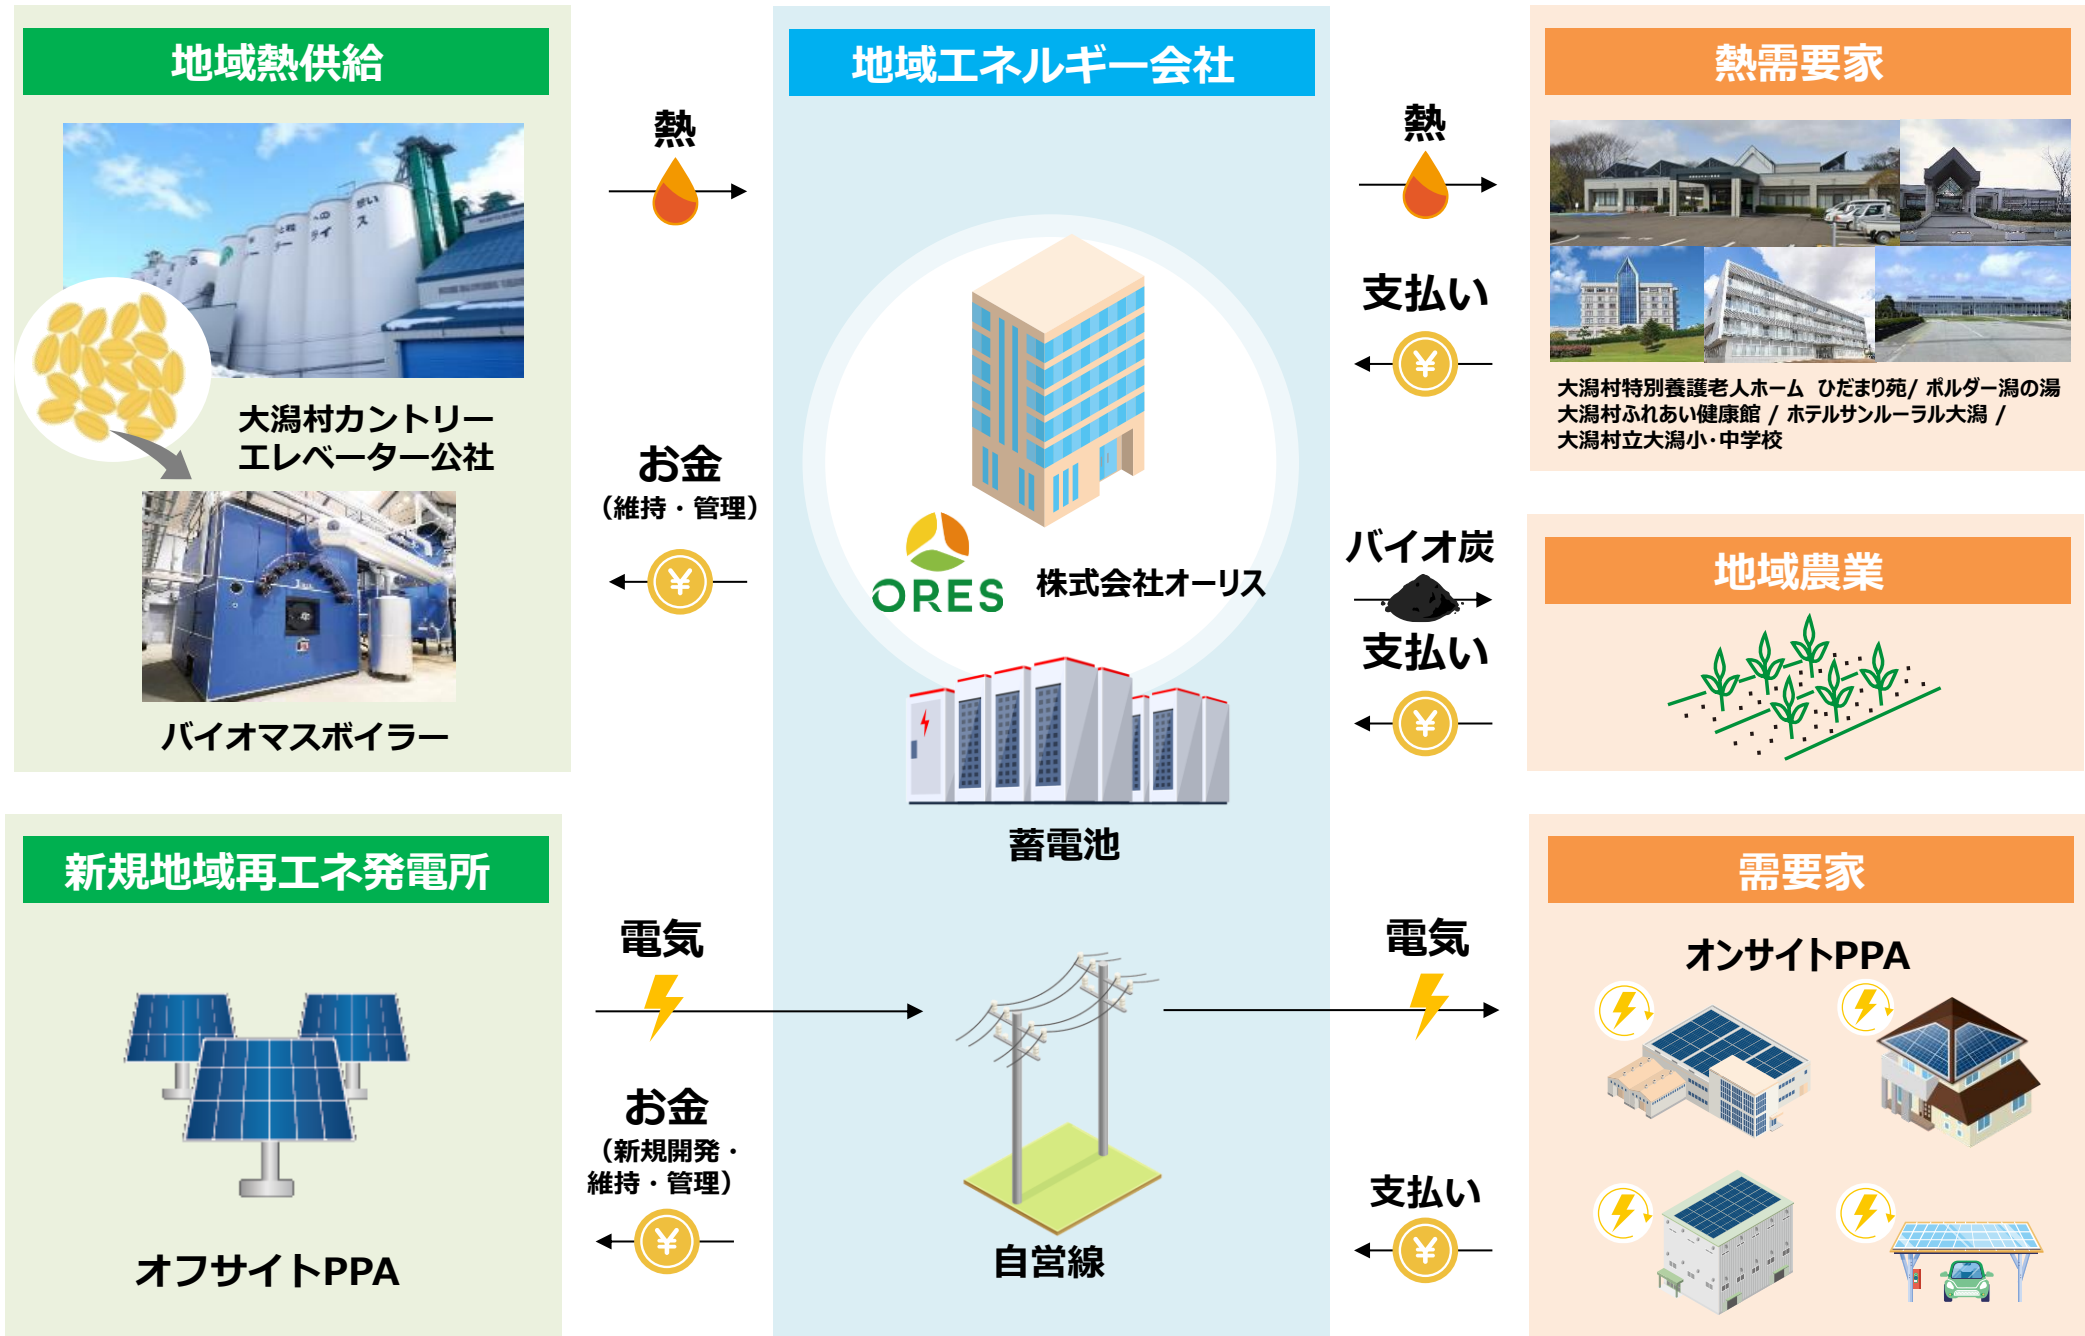 地域熱供給
大潟村カントリー
エレベーター公社
バイオマスボイラー
新規地域再エネ発電所
オフサイトPPA
熱
お金
（維持・管理）
電気
お金
（新規開発・
維持・管理）
地域エネルギー会社
ORES
株式会社オーリス
蓄電池
自営線
熱
支払い
バイオ炭
支払い
電気
支払い
熱需要家
大潟村特別養護老人ホーム ひだまり苑/ ポルダー潟の湯
大潟村ふれあい健康館 / ホテルサンルーラル大潟 /
大潟村立大潟小・中学校
地域農業
需要家
オンサイトPPA